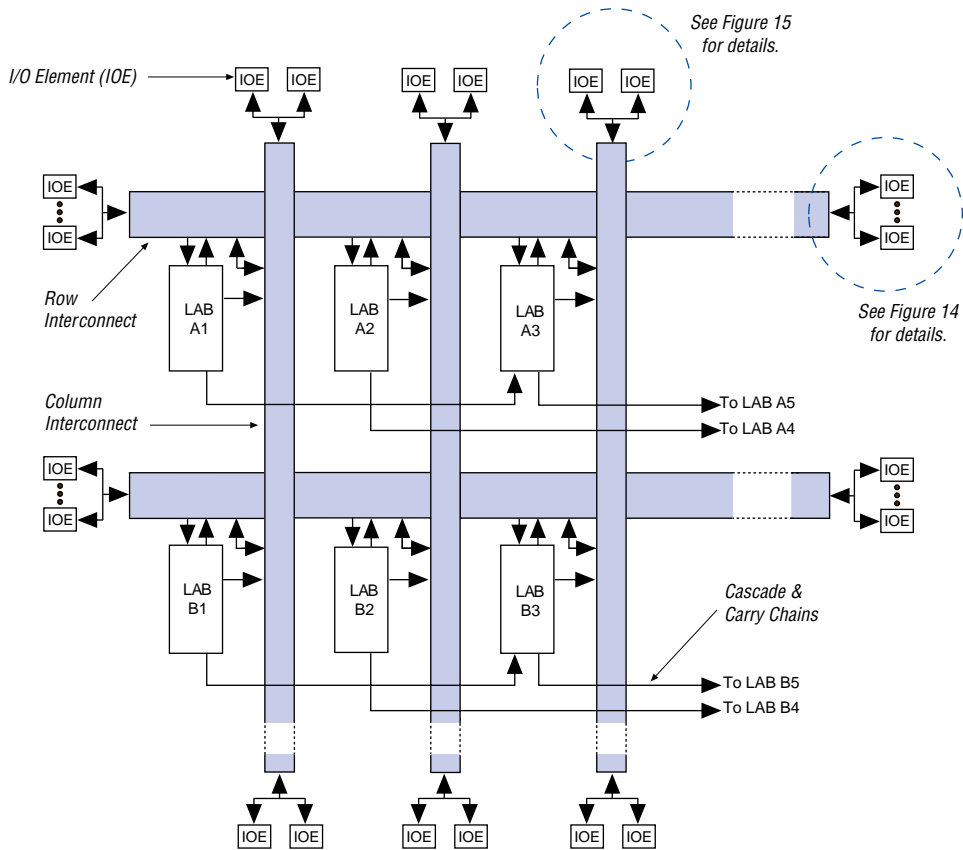 See Figure 15
for details.
I/O Element (IOE)
IOE
IOE
IOE
IOE
IOE
IOE
IOE
IOE
IOE
IOE
Row
Interconnect
LAB
A1
LAB
A2
LAB
A3
See Figure 14
for details.
Column
Interconnect
To LAB A5
To LAB A4
IOE
IOE
IOE
IOE
LAB
B1
LAB
B2
LAB
B3
Cascade &
Carry Chains
To LAB B5
To LAB B4
IOE
IOE
IOE
IOE
IOE
IOE